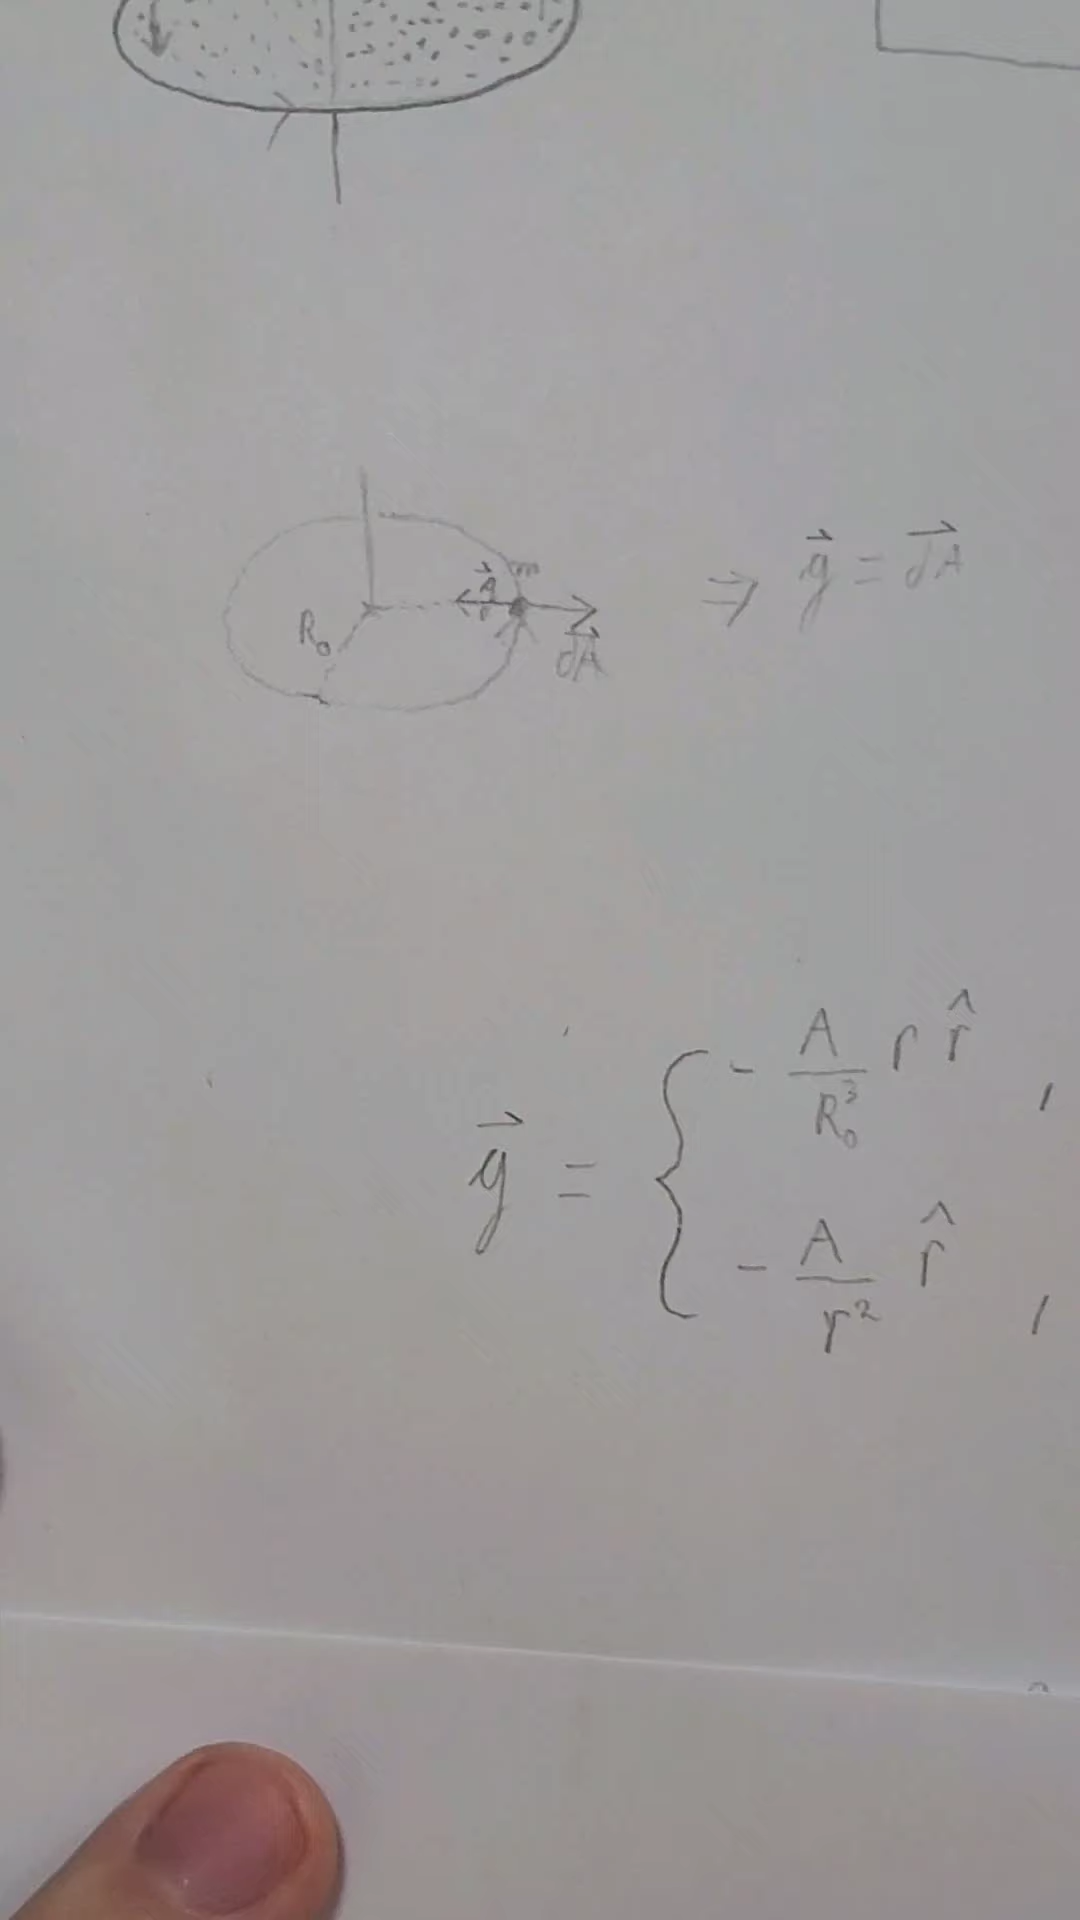 m
g⃗
R₀
dA⃗
⇒ g⃗ = dA⃗
g⃗ = { - A/R₀³ r r̂ ,
- A/r² r̂ ,